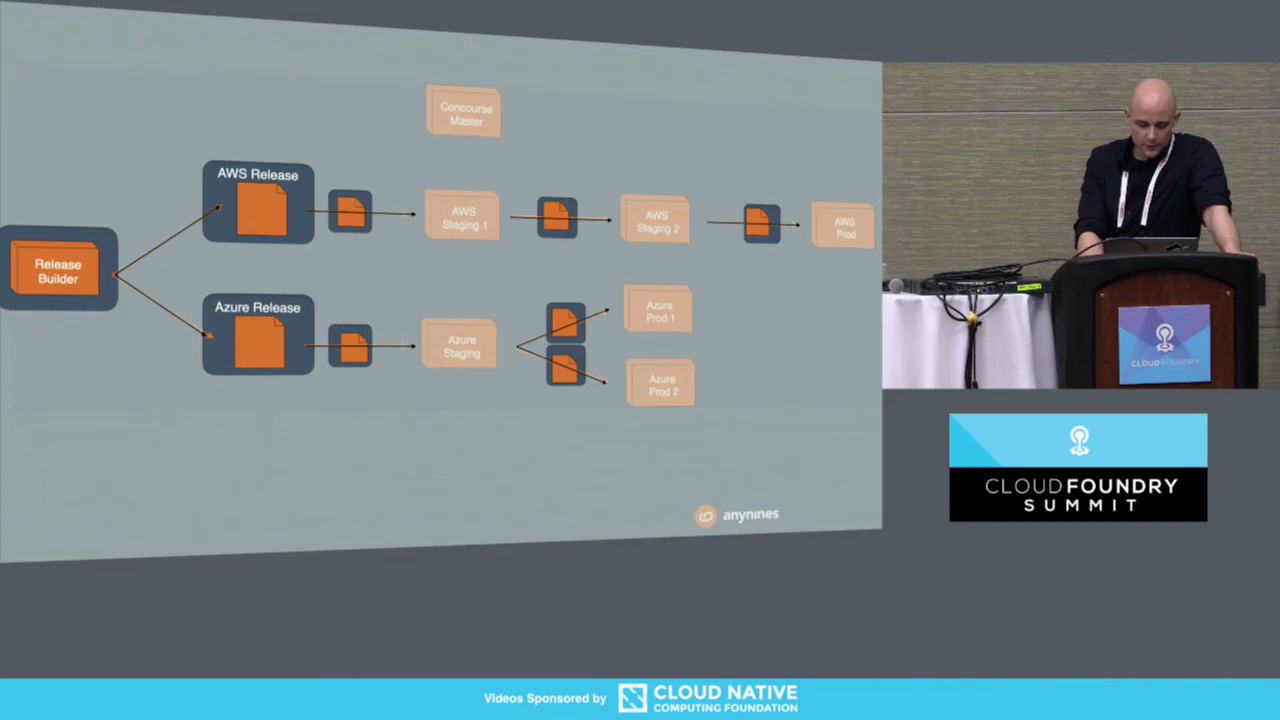 Concourse
Master
AWS Release
AWS
Staging 1
AWS
Staging 2
AWS
Prod
Release
Builder
Azure Release
Azure
Staging
Azure
Prod 1
Azure
Prod 2
anynines
CLOUD FOUNDRY
CLOUD FOUNDRY
SUMMIT
Videos Sponsored by
CLOUD NATIVE
COMPUTING FOUNDATION